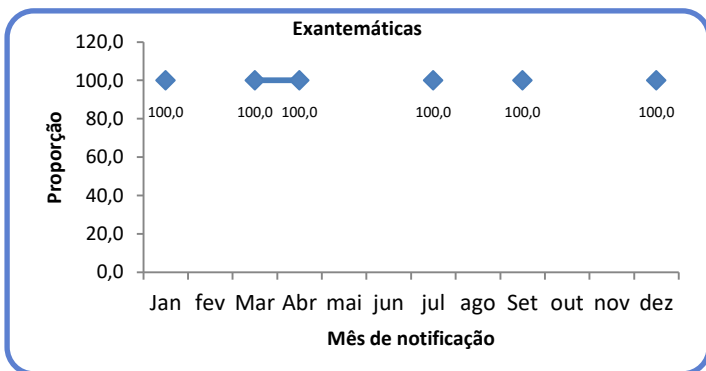 Exantemáticas
120,0
100,0
80,0
60,0
40,0
20,0
0,0
Proporção
100,0 100,0 100,0 100,0 100,0 100,0
Jan fev Mar Abr mai jun jul ago Set out nov dez
Mês de notificação